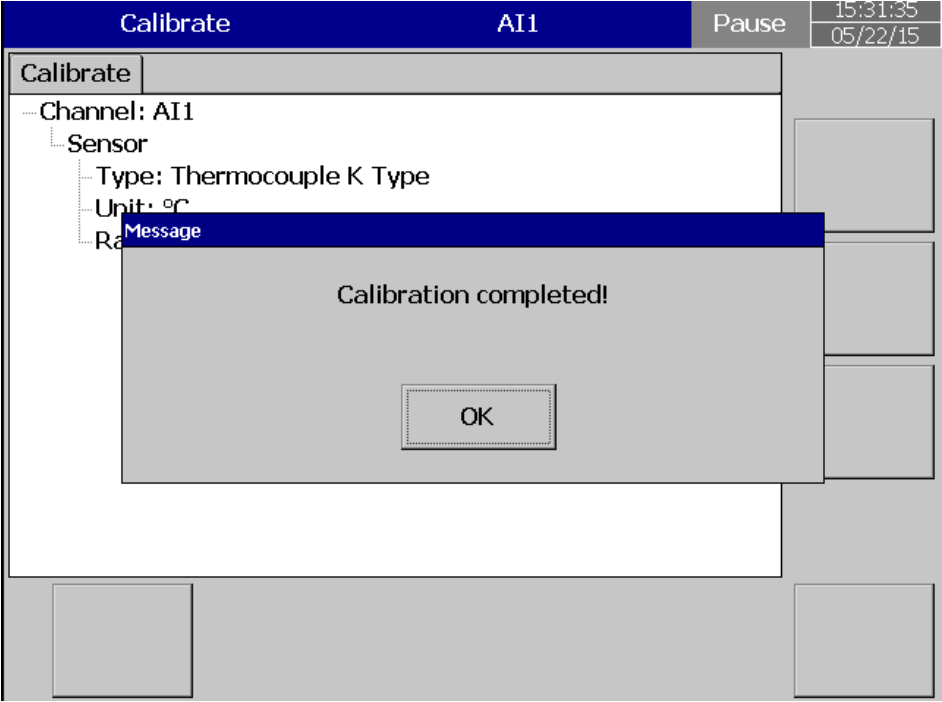 Calibrate AI1 Pause 15:31:35
05/22/15
Calibrate
Channel: AI1
Sensor
Type: Thermocouple K Type
Unit: °C
Message
Calibration completed!
OK